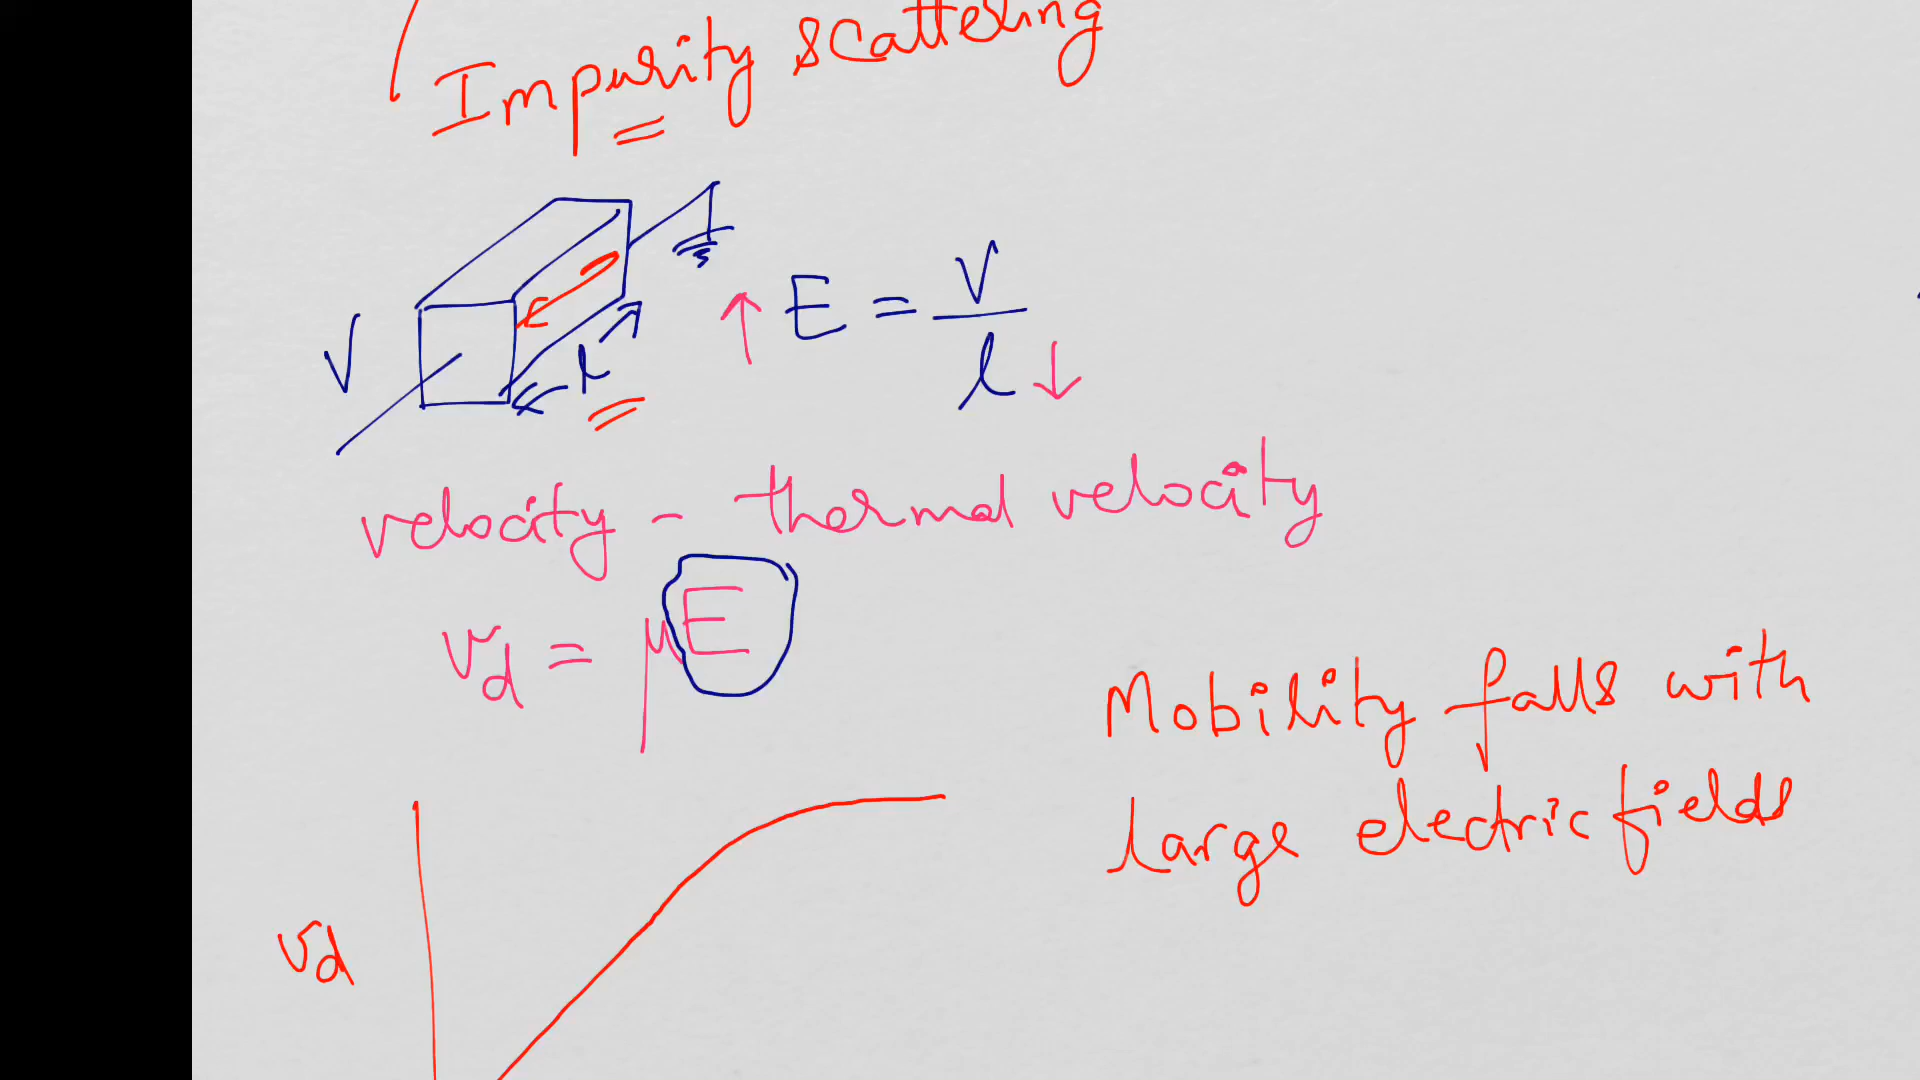 Impurity scattering
V
E
L
↑ E = V / l ↓
velocity - thermal velocity
vd = μE
Mobility falls with
large electric fields
vd